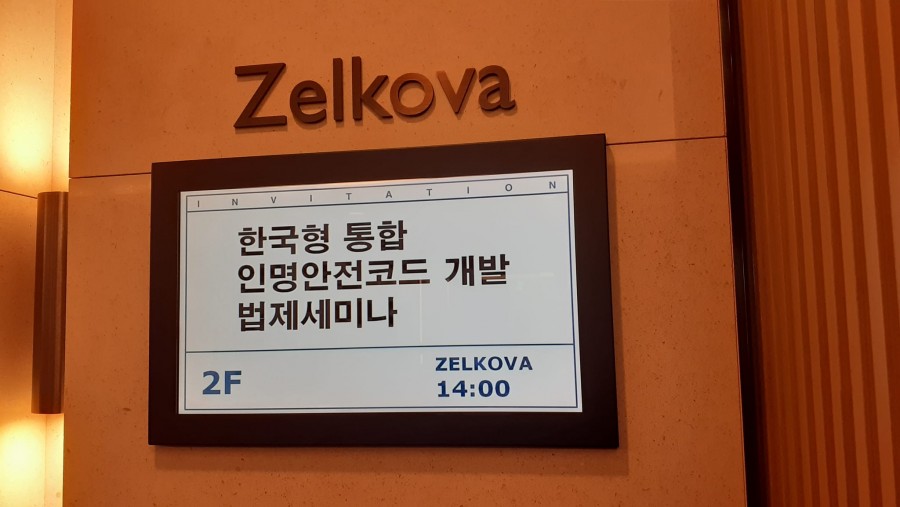 Zelkova
INVITATION
한국형 통합
인명안전코드 개발
법제세미나
2F
ZELKOVA
14:00